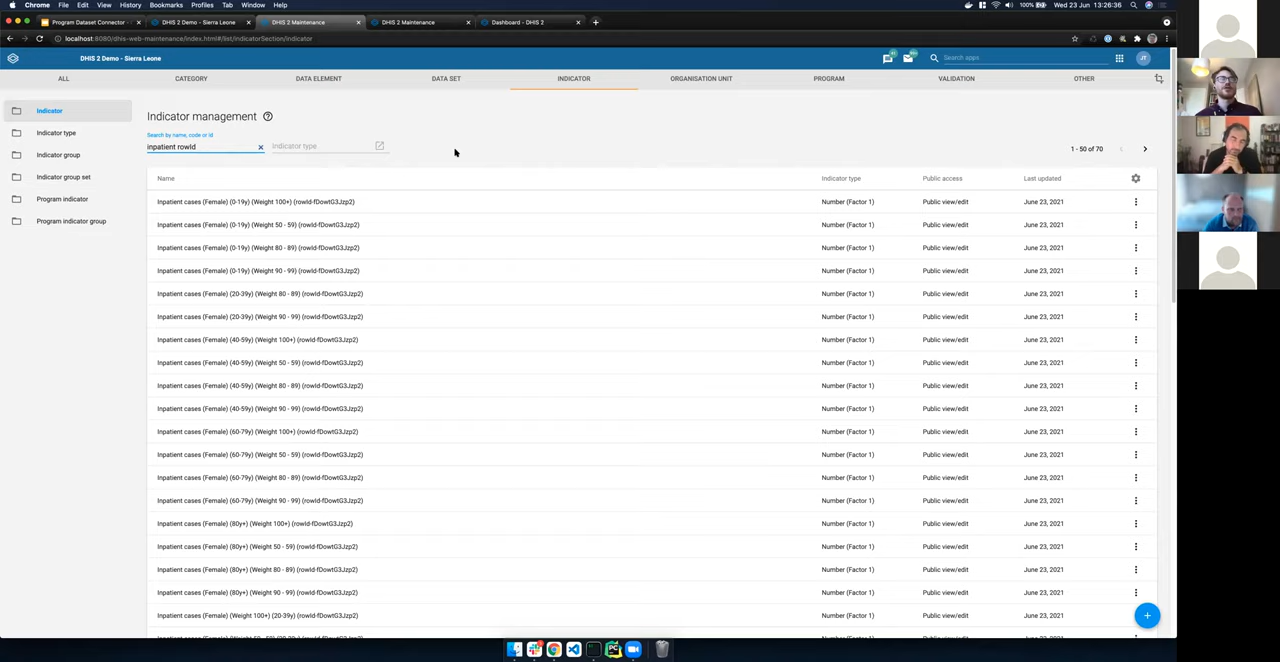 Chrome File Edit View History Bookmarks Profiles Tab Window Help 100% Wed 23 Jun 13:26:36
Program Dataset Connector - DHIS 2 Demo - Sierra Leone DHIS 2 Maintenance DHIS 2 Maintenance Dashboard - DHIS 2
localhost:8080/dhis-web-maintenance/index.html#/list/indicatorSection/indicator
DHIS 2 Demo - Sierra Leone Search apps JT
ALL CATEGORY DATA ELEMENT DATA SET INDICATOR ORGANISATION UNIT PROGRAM VALIDATION OTHER
Indicator
Indicator type
Indicator group
Indicator group set
Program indicator
Program indicator group
Indicator management
Search by name, code or id
inpatient rowId Indicator type 1 - 50 of 70
Name Indicator type Public access Last updated
Inpatient cases (Female) (0-19y) (Weight 100+) (rowId-fDowtG3Jzp2) Number (Factor 1) Public view/edit June 23, 2021
Inpatient cases (Female) (0-19y) (Weight 50 - 59) (rowId-fDowtG3Jzp2) Number (Factor 1) Public view/edit June 23, 2021
Inpatient cases (Female) (0-19y) (Weight 80 - 89) (rowId-fDowtG3Jzp2) Number (Factor 1) Public view/edit June 23, 2021
Inpatient cases (Female) (0-19y) (Weight 90 - 99) (rowId-fDowtG3Jzp2) Number (Factor 1) Public view/edit June 23, 2021
Inpatient cases (Female) (20-39y) (Weight 80 - 89) (rowId-fDowtG3Jzp2) Number (Factor 1) Public view/edit June 23, 2021
Inpatient cases (Female) (20-39y) (Weight 90 - 99) (rowId-fDowtG3Jzp2) Number (Factor 1) Public view/edit June 23, 2021
Inpatient cases (Female) (40-59y) (Weight 100+) (rowId-fDowtG3Jzp2) Number (Factor 1) Public view/edit June 23, 2021
Inpatient cases (Female) (40-59y) (Weight 50 - 59) (rowId-fDowtG3Jzp2) Number (Factor 1) Public view/edit June 23, 2021
Inpatient cases (Female) (40-59y) (Weight 80 - 89) (rowId-fDowtG3Jzp2) Number (Factor 1) Public view/edit June 23, 2021
Inpatient cases (Female) (40-59y) (Weight 90 - 99) (rowId-fDowtG3Jzp2) Number (Factor 1) Public view/edit June 23, 2021
Inpatient cases (Female) (60-79y) (Weight 100+) (rowId-fDowtG3Jzp2) Number (Factor 1) Public view/edit June 23, 2021
Inpatient cases (Female) (60-79y) (Weight 50 - 59) (rowId-fDowtG3Jzp2) Number (Factor 1) Public view/edit June 23, 2021
Inpatient cases (Female) (60-79y) (Weight 80 - 89) (rowId-fDowtG3Jzp2) Number (Factor 1) Public view/edit June 23, 2021
Inpatient cases (Female) (60-79y) (Weight 90 - 99) (rowId-fDowtG3Jzp2) Number (Factor 1) Public view/edit June 23, 2021
Inpatient cases (Female) (80y+) (Weight 100+) (rowId-fDowtG3Jzp2) Number (Factor 1) Public view/edit June 23, 2021
Inpatient cases (Female) (80y+) (Weight 50 - 59) (rowId-fDowtG3Jzp2) Number (Factor 1) Public view/edit June 23, 2021
Inpatient cases (Female) (80y+) (Weight 80 - 89) (rowId-fDowtG3Jzp2) Number (Factor 1) Public view/edit June 23, 2021
Inpatient cases (Female) (80y+) (Weight 90 - 99) (rowId-fDowtG3Jzp2) Number (Factor 1) Public view/edit June 23, 2021
Inpatient cases (Female) (Weight 100+) (20-39y) (rowId-fDowtG3Jzp2) Number (Factor 1) Public view/edit June 23, 2021